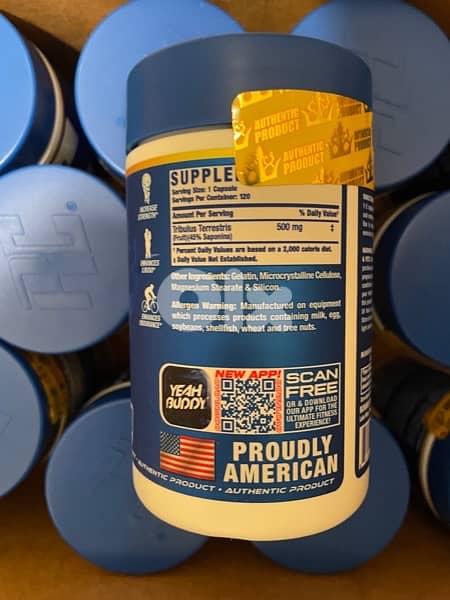 AUTHENTIC
PRODUCT
AUTHENTIC
PRODUCT
SUPPLE
Serving Size: 1 Capsule
Servings Per Container: 120
Amount Per Serving % Daily Value*
Tribulus Terrestris 500 mg ‡
(Fruit)(45% Saponins)
*Percent Daily Values are based on a 2,000 calorie diet.
‡ Daily Value Not Established.
INCREASE
STRENGTH*
ENHANCES
ENHANCES
ENDURANCE*
Other Ingredients: Gelatin, Microcrystalline Cellulose,
Magnesium Stearate & Silicon.
Allergen Warning: Manufactured on equipment
which processes products containing milk, egg,
soybeans, shellfish, wheat and tree nuts.
YEAH
BUDDY
NEW APP!
SCAN
FREE
OR & DOWNLOAD
OUR APP FOR THE
ULTIMATE FITNESS
EXPERIENCE!
PROUDLY
AMERICAN
AUTHENTIC PRODUCT • AUTHENTIC PRODUCT